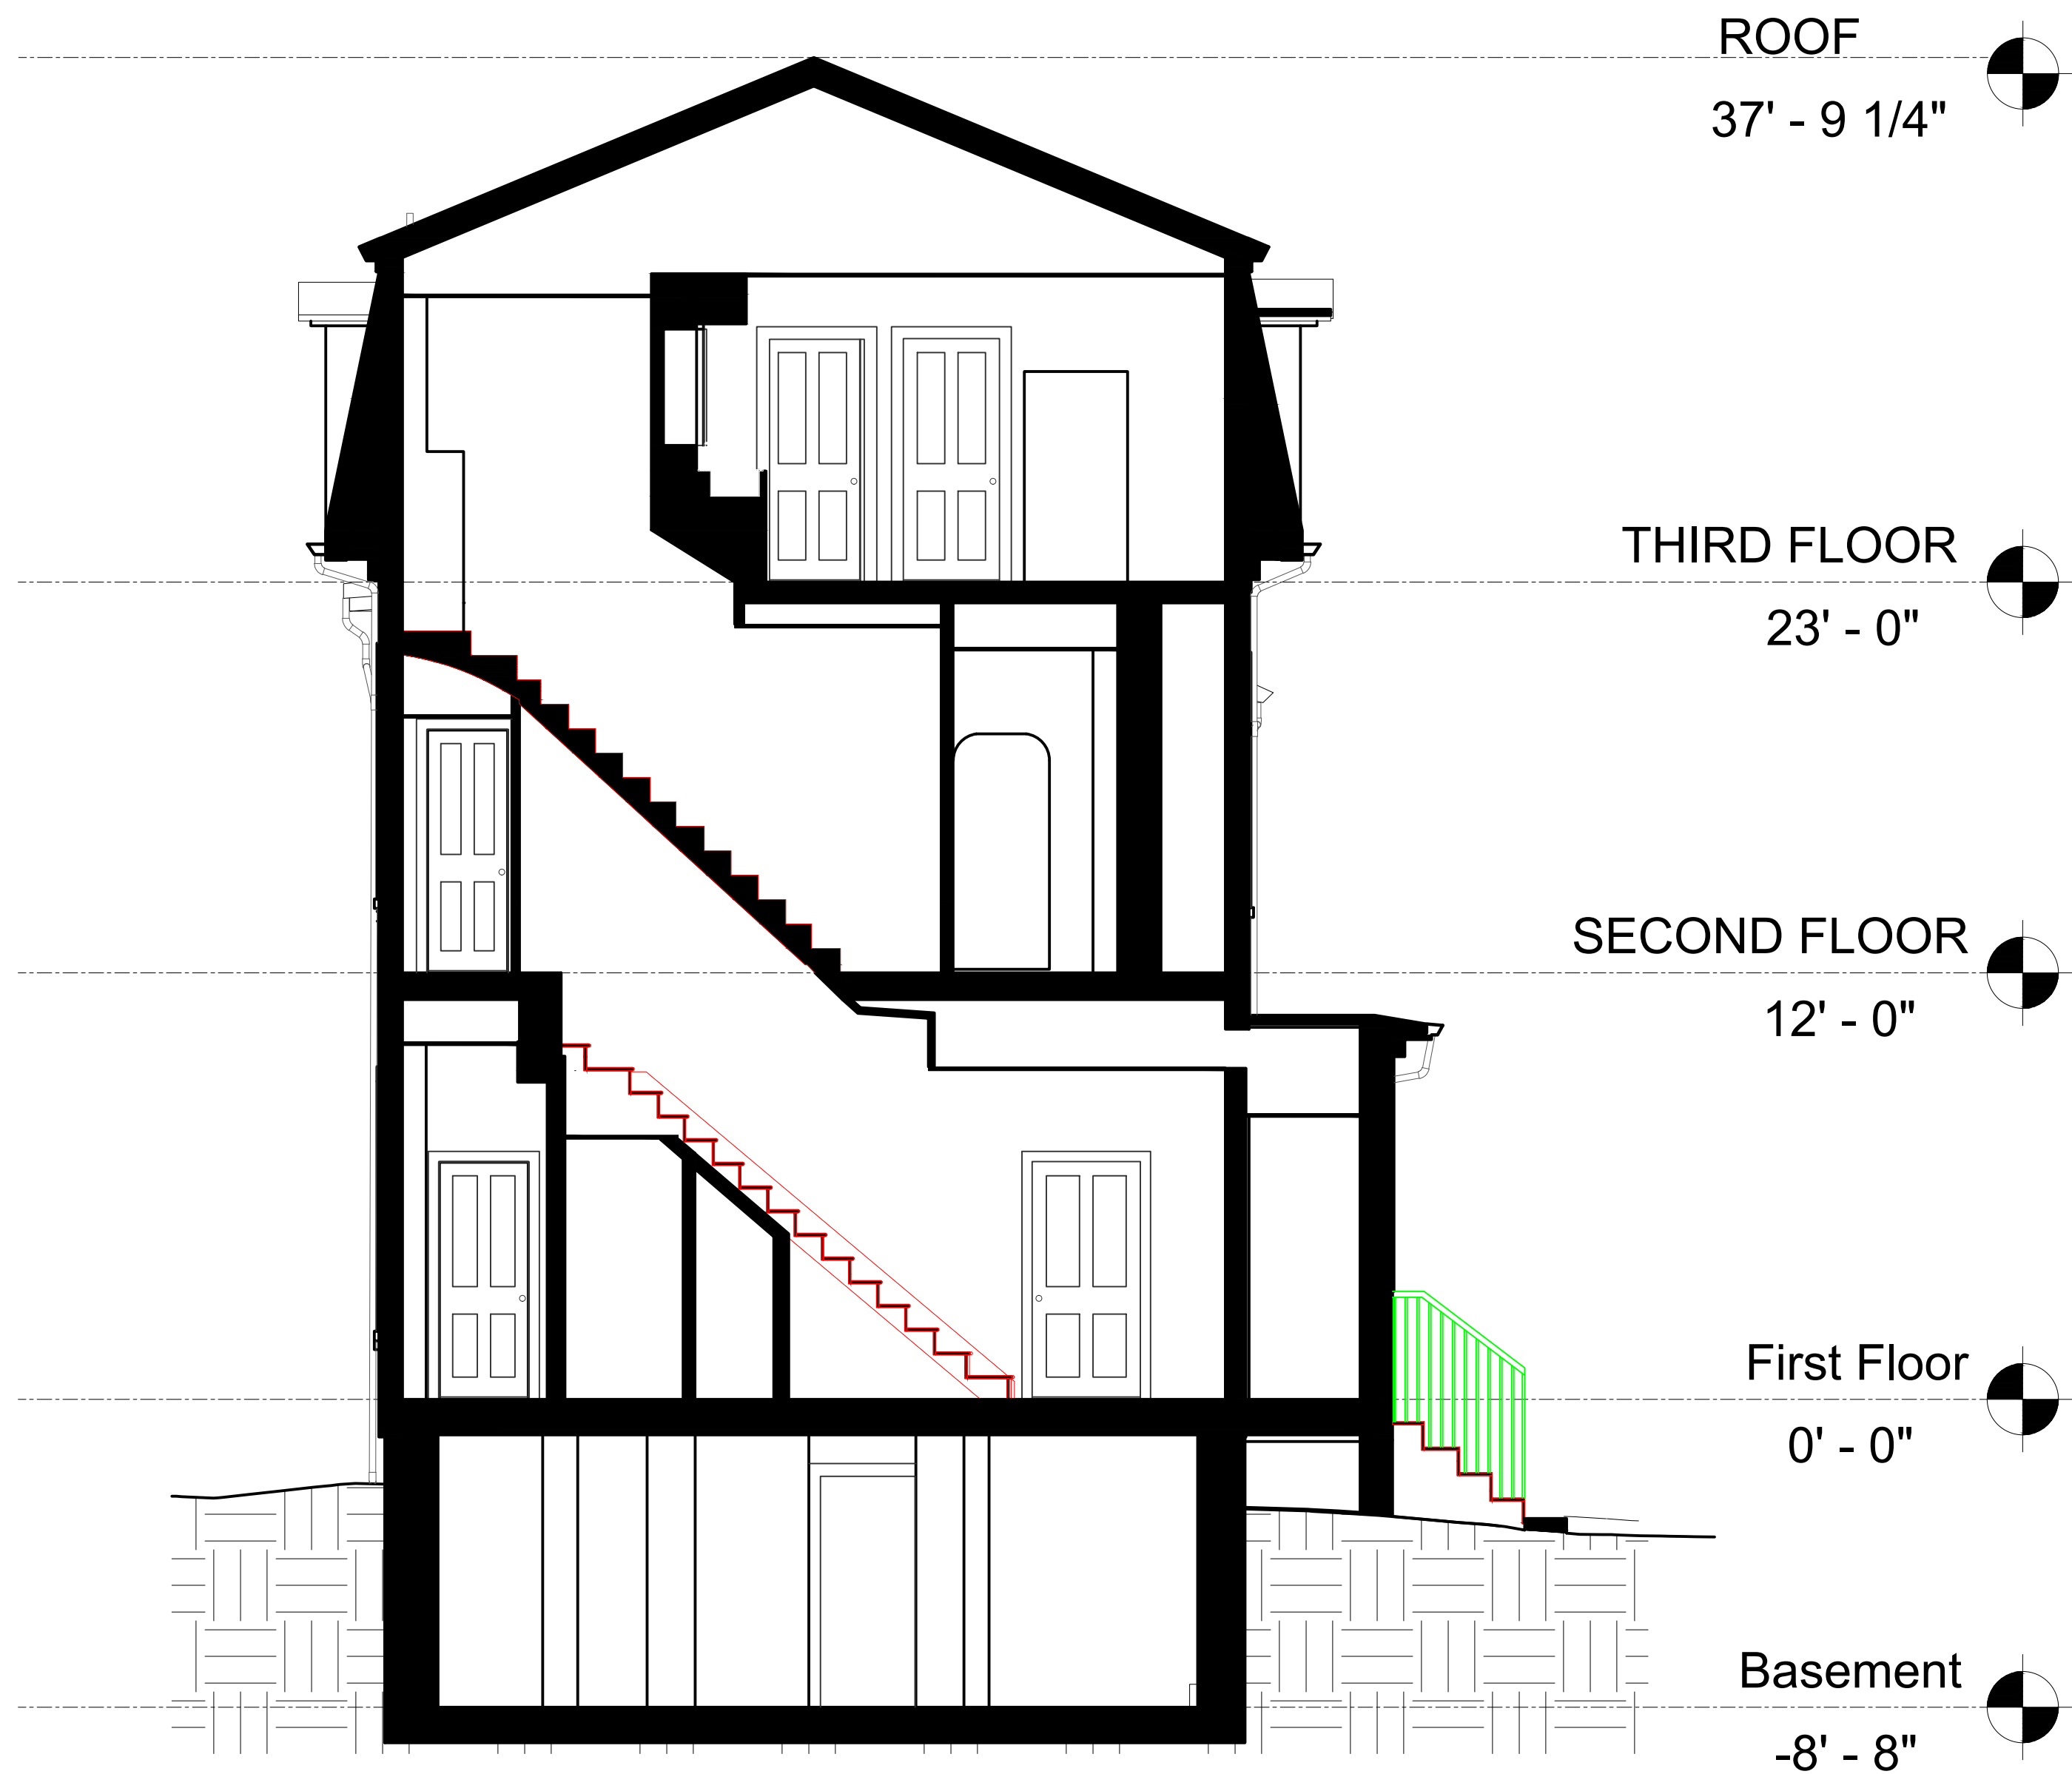 ROOF
37' - 9 1/4"
THIRD FLOOR
23' - 0"
SECOND FLOOR
12' - 0"
First Floor
0' - 0"
Basement
-8' - 8"